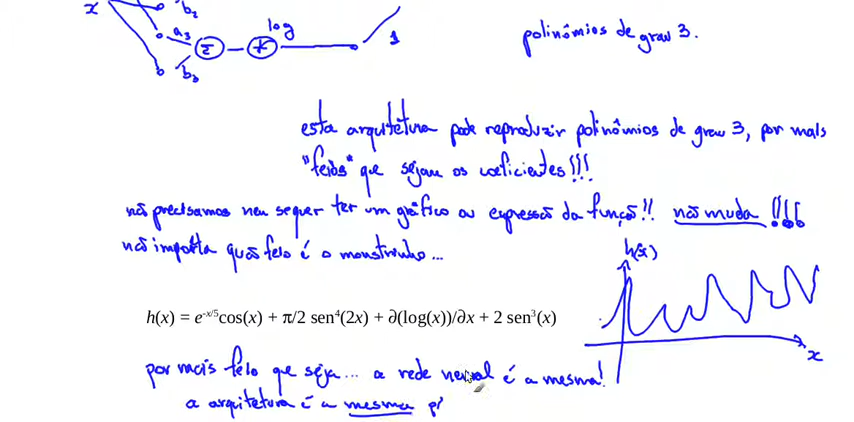 b₂
x
a₃
Σ
log
1
b₃
polinômios de grau 3.
esta arquitetura pode reproduzir polinômios de grau 3, por mais
"feios" que sejam os coeficientes!!!
não precisamos nem sequer ter um gráfico ou expressão da função!! não muda!!!
não importa quão feio é o monstrinho...
h(x)
h(x) = e^-x/5cos(x) + π/2 sen⁴(2x) + ∂(log(x))/∂x + 2 sen³(x)
x
por mais feio que seja... a rede neural é a mesma!
a arquitetura é a mesma p/